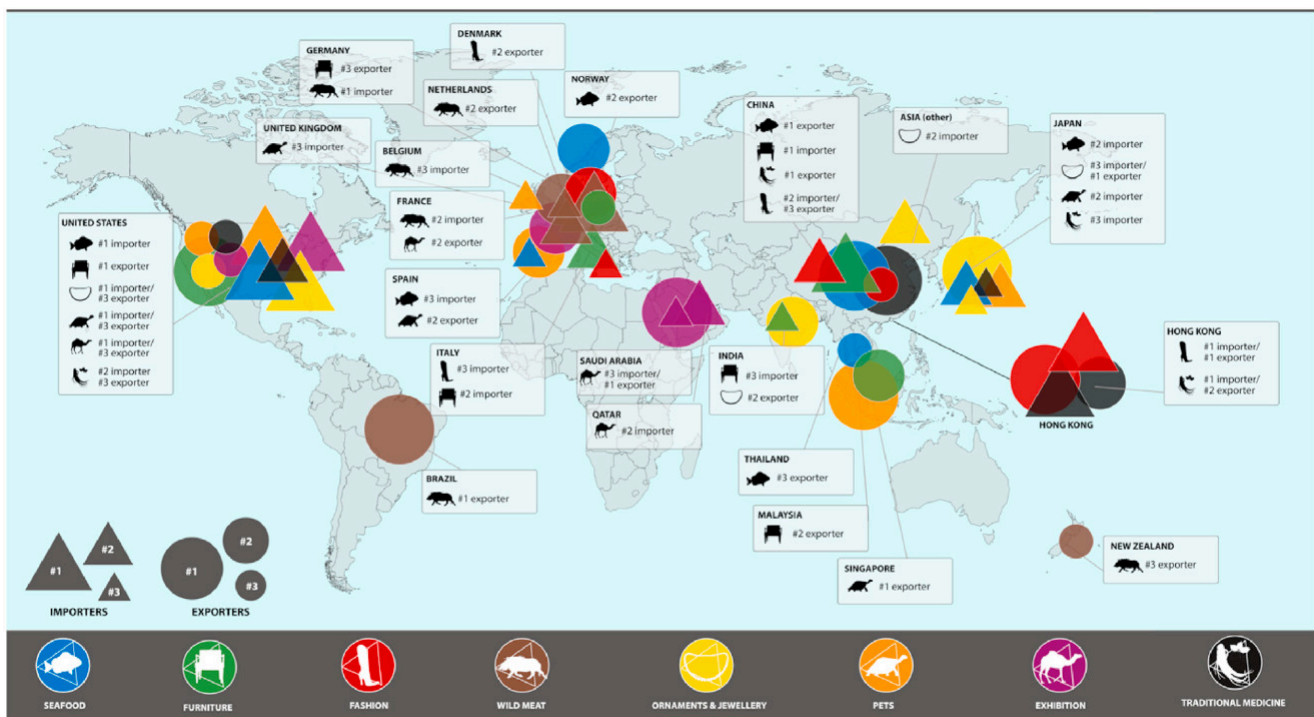 DENMARK
#2 exporter
GERMANY
#3 exporter
#1 importer
NORWAY
#2 exporter
NETHERLANDS
#2 exporter
CHINA
#1 exporter
#1 importer
#1 exporter
#2 importer/
#3 exporter
ASIA (other)
#2 importer
JAPAN
#2 importer
#3 importer/
#1 exporter
#2 importer
#3 importer
UNITED KINGDOM
#3 importer
BELGIUM
#3 importer
FRANCE
#2 importer
#2 exporter
UNITED STATES
#1 importer
#1 exporter
#1 importer/
#3 exporter
#1 importer/
#3 exporter
#1 importer/
#3 exporter
#2 importer
#3 exporter
SPAIN
#3 importer
#2 exporter
ITALY
#3 importer
#2 importer
SAUDI ARABIA
#3 importer/
#1 exporter
INDIA
#3 importer
#2 exporter
HONG KONG
#1 importer/
#1 exporter
#1 importer/
#2 exporter
QATAR
#2 importer
HONG KONG
THAILAND
#3 exporter
BRAZIL
#1 exporter
MALAYSIA
#2 exporter
NEW ZEALAND
#3 exporter
SINGAPORE
#1 exporter
#1
#2
#3
IMPORTERS
#1
#2
#3
EXPORTERS
SEAFOOD
FURNITURE
FASHION
WILD MEAT
ORNAMENTS & JEWELLERY
PETS
EXHIBITION
TRADITIONAL MEDICINE